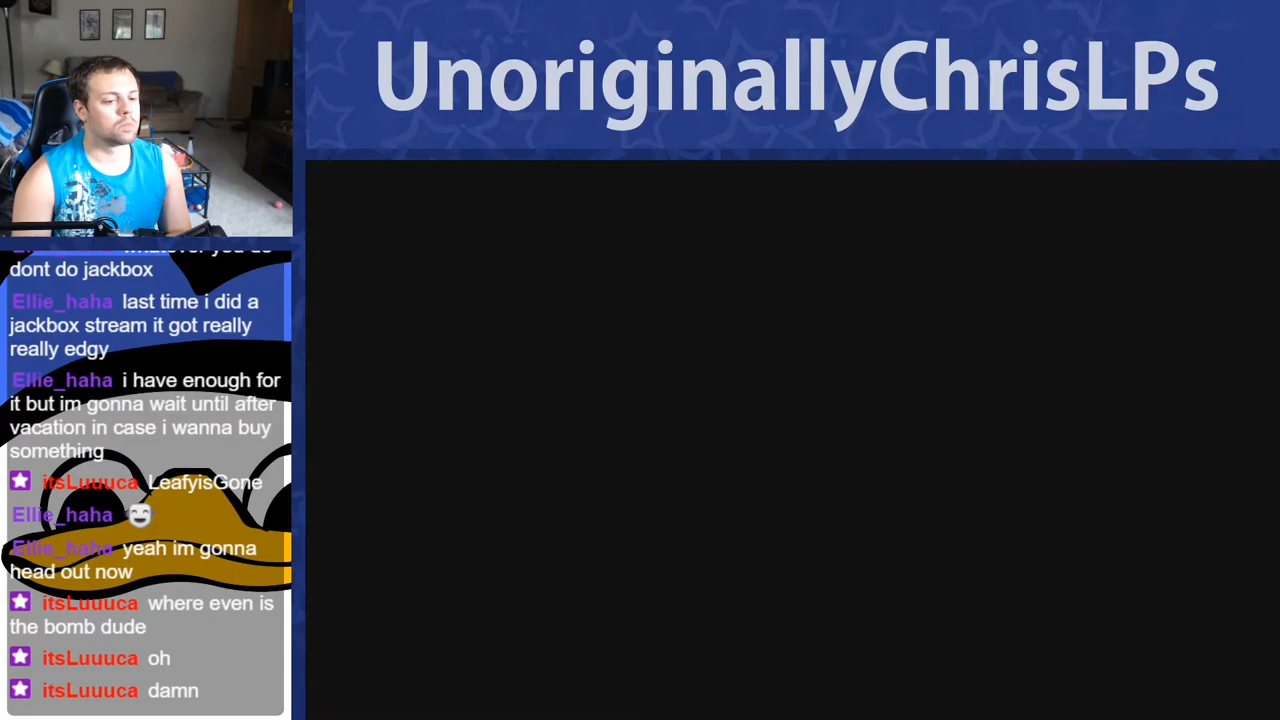 UnoriginallyChrisLPs
dont do jackbox
Ellie_haha last time i did a
jackbox stream it got really
really edgy
Ellie_haha i have enough for
it but im gonna wait until after
vacation in case i wanna buy
something
itsLuuuca LeafyisGone
Ellie_haha
Ellie_haha yeah im gonna
head out now
itsLuuuca where even is
the bomb dude
itsLuuuca oh
itsLuuuca damn